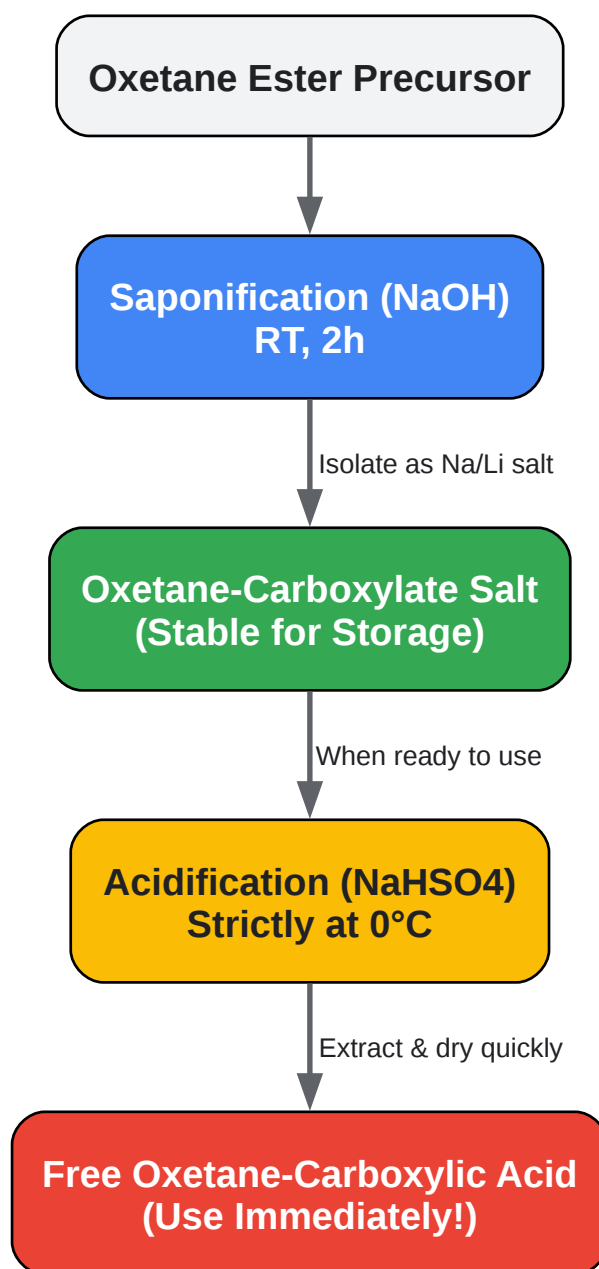 Oxetane Ester Precursor
Saponification (NaOH)
RT, 2h
Isolate as Na/Li salt
Oxetane-Carboxylate Salt
(Stable for Storage)
When ready to use
Acidification (NaHSO4)
Strictly at 0°C
Extract & dry quickly
Free Oxetane-Carboxylic Acid
(Use Immediately!)